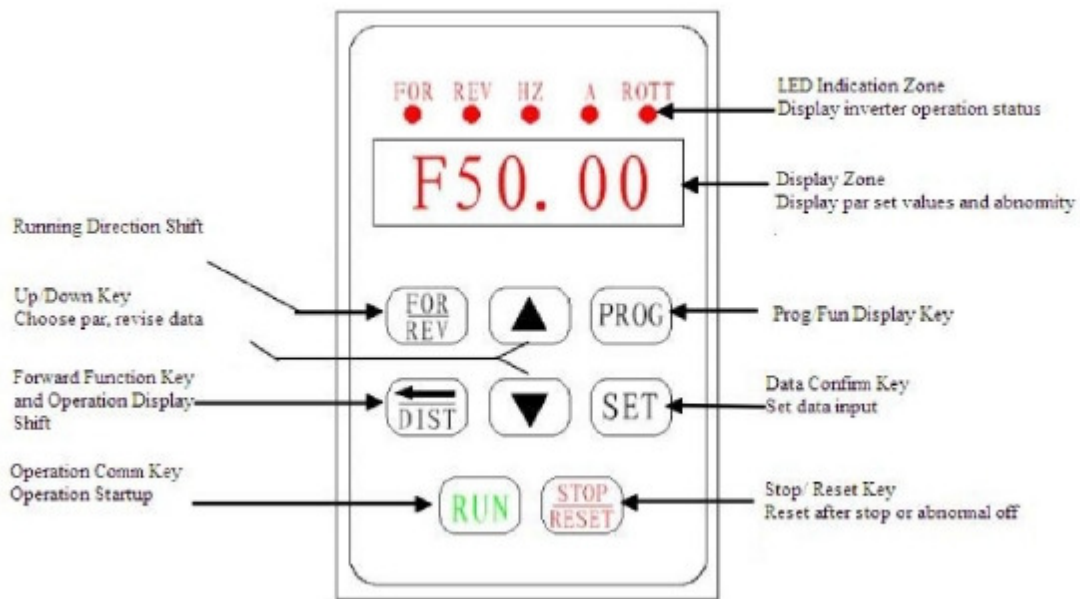 FOR REV HZ A ROTT
LED Indication Zone
Display inverter operation status
F50.00
Display Zone
Display par set values and abnomity
.
Running Direction Shift
Up/Down Key
Choose par, revise data
FOR
REV
PROG
Prog/Fun Display Key
Forward Function Key
and Operation Display
Shift
DIST
SET
Data Confirm Key
Set data input
Operation Comm Key
Operation Startup
RUN
STOP
RESET
Stop/ Reset Key
Reset after stop or abnormal off